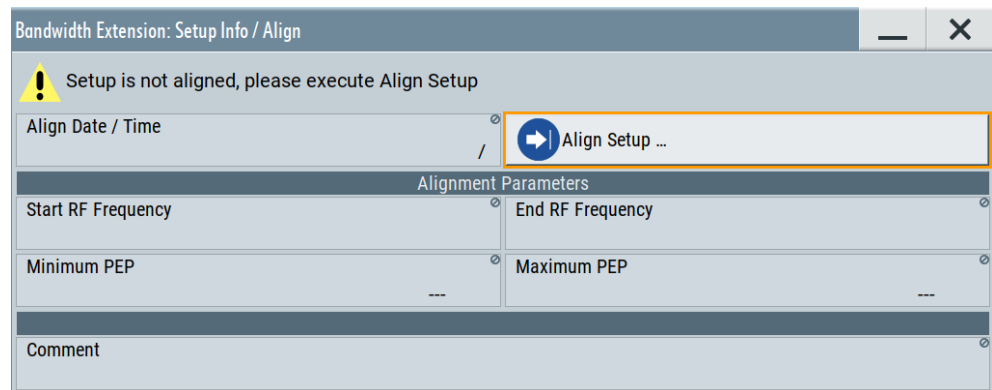 Bandwidth Extension: Setup Info / Align
Setup is not aligned, please execute Align Setup
Align Date / Time
/
Align Setup ...
Alignment Parameters
Start RF Frequency
End RF Frequency
Minimum PEP
---
Maximum PEP
---
Comment